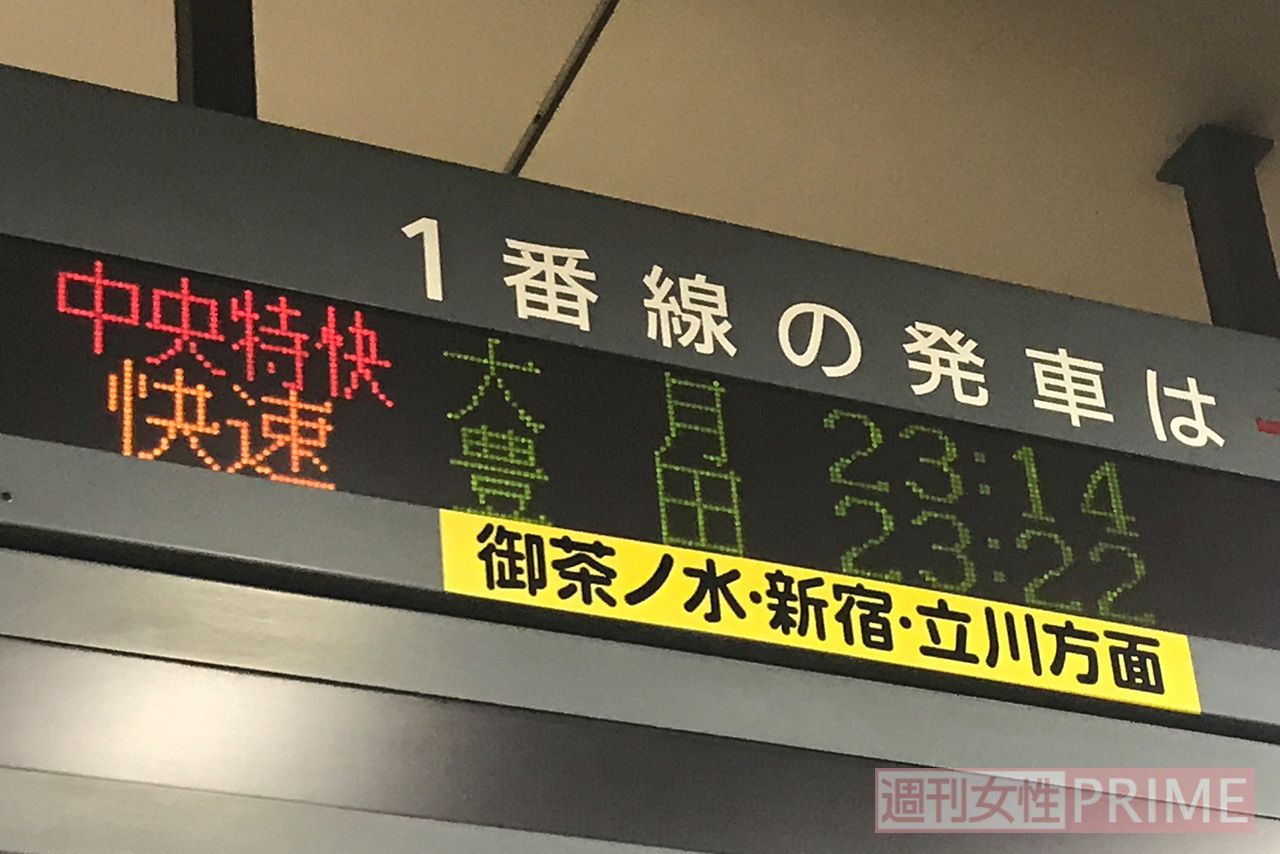 1番線の発車は
中央特快 大月 23:14
快速 豊田 23:22
御茶ノ水・新宿・立川方面
週刊女性PRIME